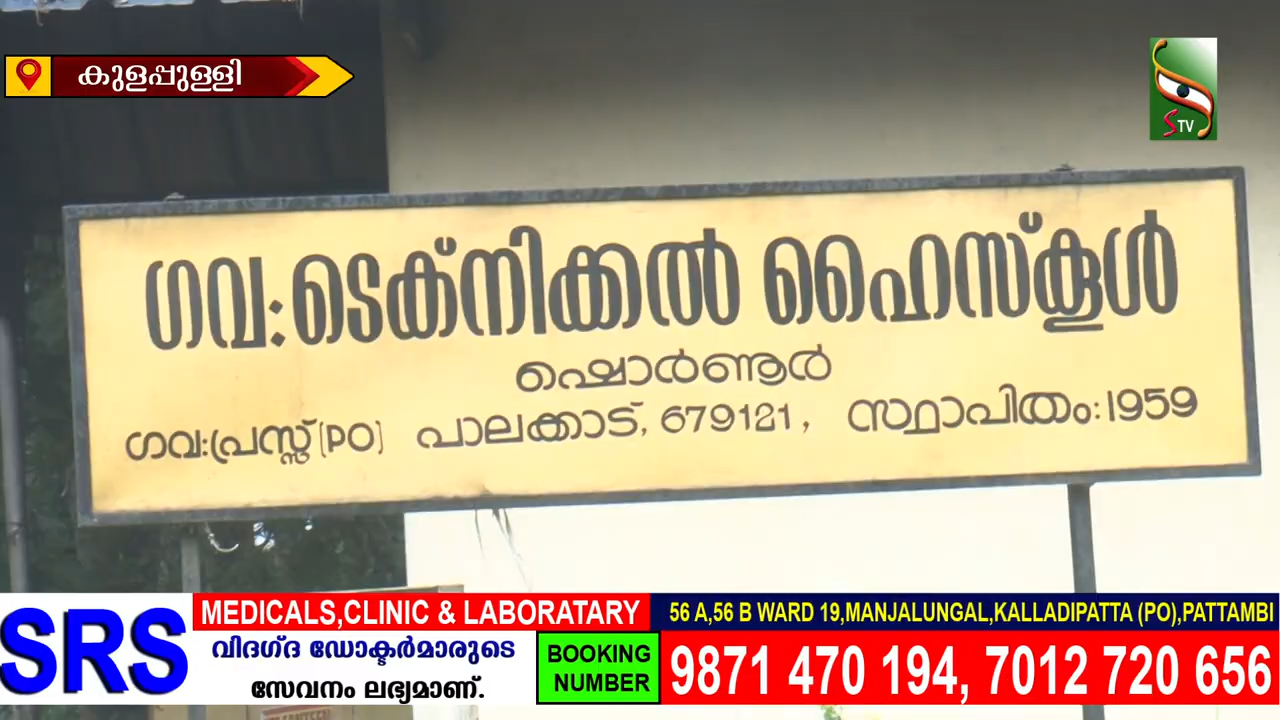 കുളപ്പുള്ളി
STV
ഗവ:ടെക്നിക്കൽ ഹൈസ്കൂൾ
ഷൊർണൂർ
ഗവ:പ്രസ്സ്(PO) പാലക്കാട്, 679121, സ്ഥാപിതം:1959
SRS
MEDICALS,CLINIC & LABORATARY
56 A,56 B WARD 19,MANJALUNGAL,KALLADIPATTA (PO),PATTAMBI
വിദഗ്ദ ഡോക്ടർമാരുടെ
സേവനം ലഭ്യമാണ്.
BOOKING
NUMBER
9871 470 194, 7012 720 656